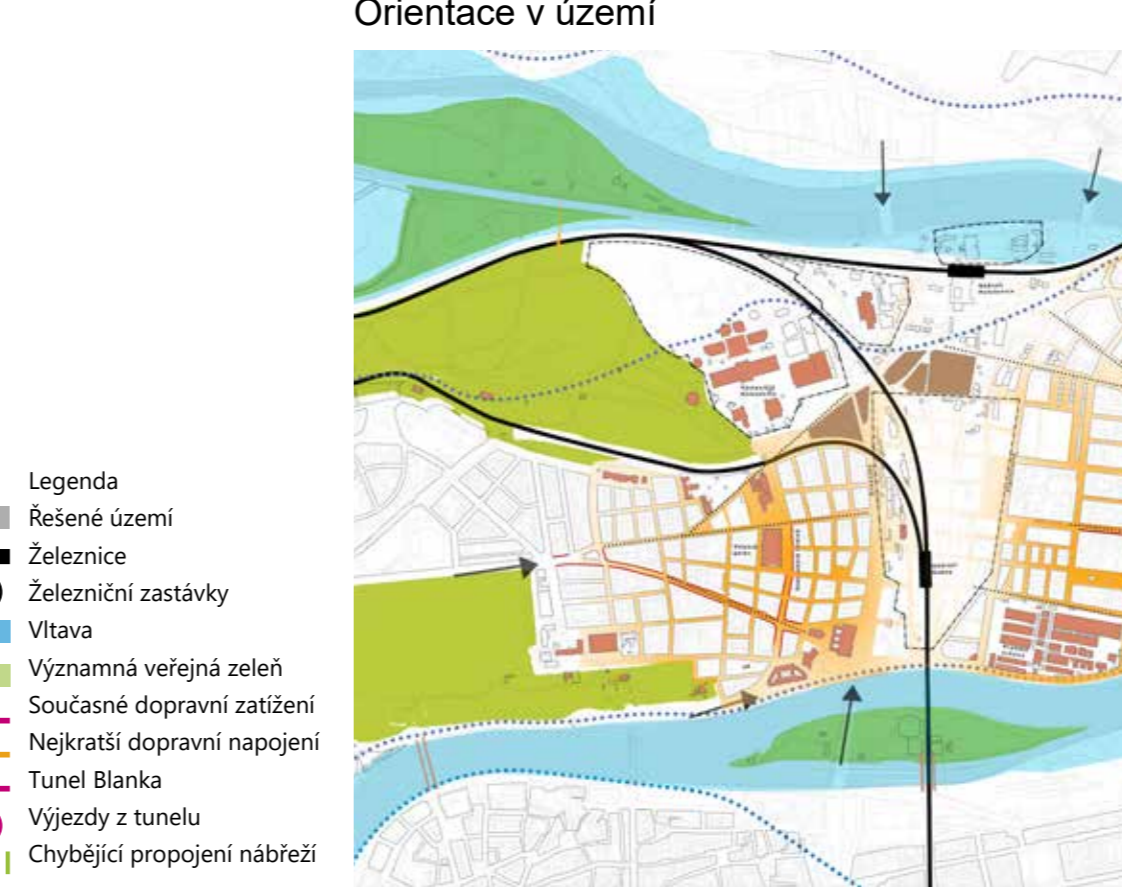 Orientace v území
Legenda
Řešené území
Železnice
Železniční zastávky
Vltava
Významná veřejná zeleň
Současné dopravní zatížení
Nejkratší dopravní napojení
Tunel Blanka
Výjezdy z tunelu
Chybějící propojení nábřeží